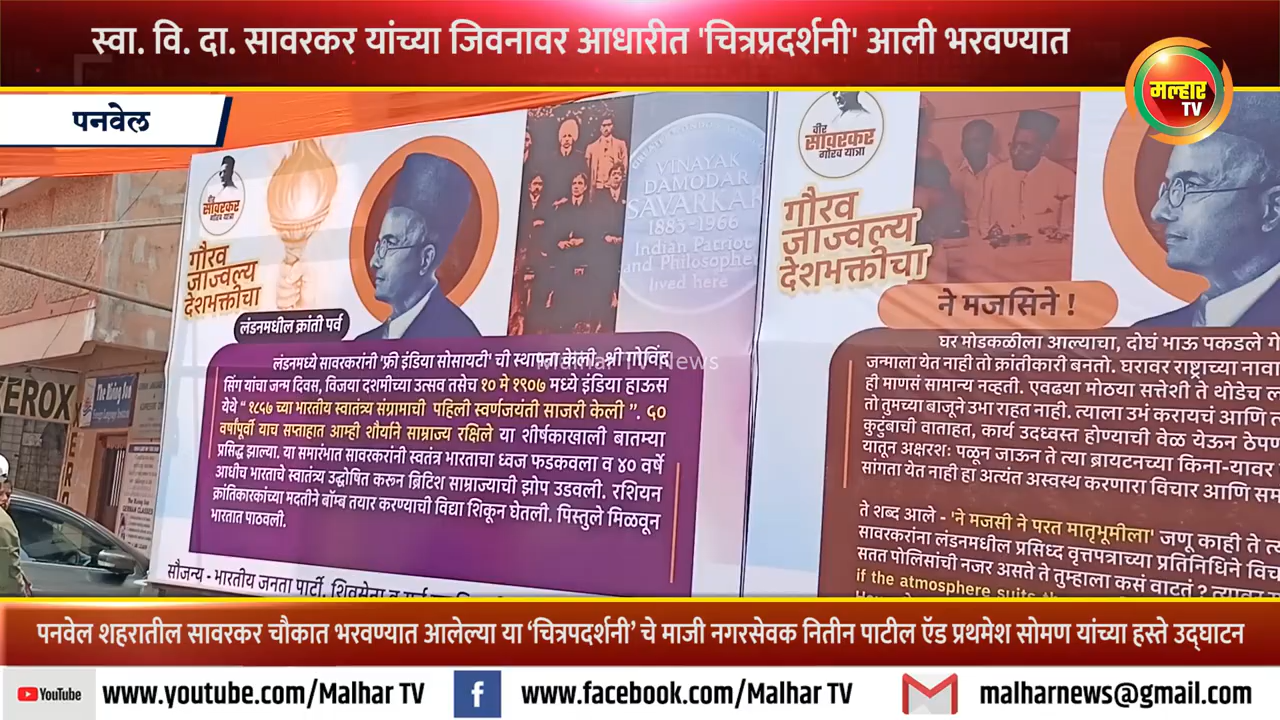 स्वा. वि. दा. सावरकर यांच्या जिवनावर आधारीत 'चित्रप्रदर्शनी' आली भरवण्यात
मल्हार
TV
पनवेल
वीर
सावरकर
गौरव यात्रा
गौरव
जाज्वल्य
देशभक्तीचा
VINAYAK
DAMODAR
SAVARKAR
1883-1966
Indian Patriot
and Philosopher
lived here
लंडनमधील क्रांती पर्व
लंडनमध्ये सावरकरांनी 'फ्री इंडिया सोसायटी' ची स्थापना केली. श्री गोविंद
सिंग यांचा जन्म दिवस, विजया दशमीच्या उत्सव तसेच १० मे १९०७ मध्ये इंडिया हाऊस
येथे " १८५७ च्या भारतीय स्वातंत्र्य संग्रामाची पहिली स्वर्णजयंती साजरी केली ". ५०
वर्षांपूर्वी याच सप्ताहात आम्ही शौर्याने साम्राज्य रक्षिले या शीर्षकाखाली बातम्या
प्रसिद्ध झाल्या. या समारंभात सावरकरांनी स्वतंत्र भारताचा ध्वज फडकवला व ४० वर्षे
आधीच भारताचे स्वातंत्र्य उद्घोषित करून ब्रिटिश साम्राज्याची झोप उडवली. रशियन
क्रांतिकारकांच्या मदतीने बॉम्ब तयार करण्याची विद्या शिकून घेतली. पिस्तुले मिळवून
भारतात पाठवली.
सौजन्य - भारतीय जनता पार्टी, शिवसेना व
वीर
सावरकर
गौरव यात्रा
गौरव
जाज्वल्य
देशभक्तीचा
ने मजसिने !
घर मोडकळीला आल्याचा, दोघं भाऊ पकडले गे
जन्माला येत नाही तो क्रांतीकारी बनतो. घरावर राष्ट्राच्या नावा
ही माणसं सामान्य नव्हती. एवढया मोठया सत्तेशी ते थोडेच ल
तो तुमच्या बाजूने उभा राहत नाही. त्याला उभं करायचं आणि त
कुटुंबाची वाताहत, कार्य उदध्वस्त होण्याची वेळ येऊन ठेपण
यातून अक्षरशः पळून जाऊन ते त्या ब्रायटनच्या किना-यावर
सांगता येत नाही हा अत्यंत अस्वस्थ करणारा विचार आणि सम
ते शब्द आले - 'ने मजसी ने परत मातृभूमीला' जणू काही ते त्य
सावरकरांना लंडनमधील प्रसिध्द वृत्तपत्राच्या प्रतिनिधीने विच
सतत पोलिसांची नजर असते ते तुम्हाला कसं वाटतं ? त्यावर
if the atmosphere suits
Malhar TV News
XEROX
The Rising Sun
पनवेल शहरातील सावरकर चौकात भरवण्यात आलेल्या या ‘चित्रपदर्शनी’ चे माजी नगरसेवक नितीन पाटील ऍड प्रथमेश सोमण यांच्या हस्ते उद्घाटन
YouTube
www.youtube.com/Malhar TV
www.facebook.com/Malhar TV
malharnews@gmail.com